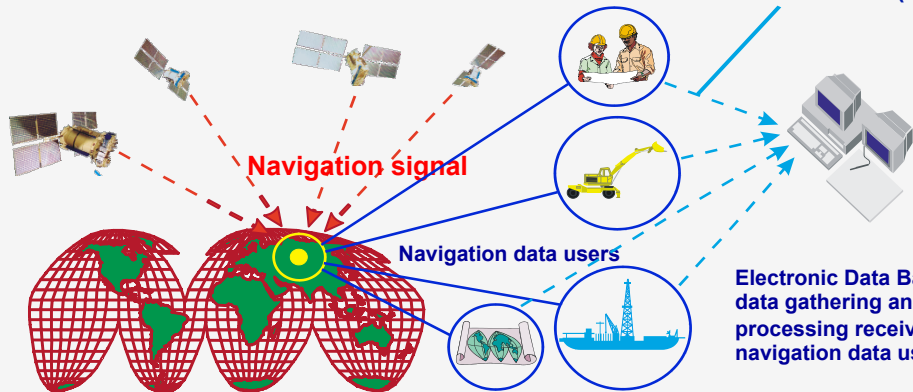 (
Navigation signal
Navigation data users
Electronic Data Ba
data gathering an
processing receiv
navigation data us